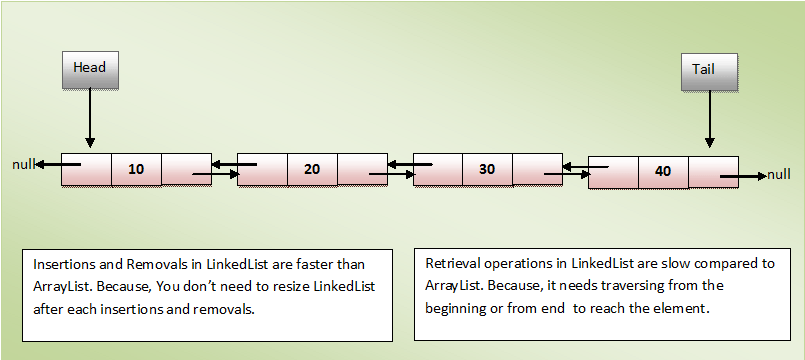 Head
Tail
null
10
20
30
40
null
Insertions and Removals in LinkedList are faster than
ArrayList. Because, You don't need to resize LinkedList
after each insertions and removals.
Retrieval operations in LinkedList are slow compared to
ArrayList. Because, it needs traversing from the
beginning or from end  to reach the element.